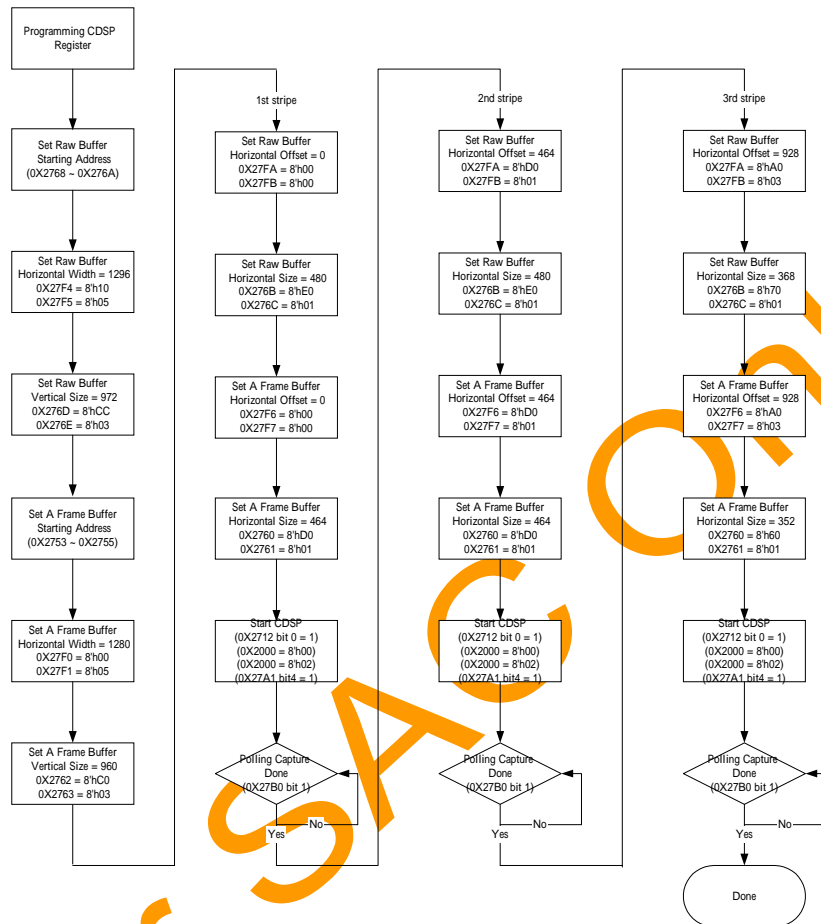 Programming CDSP
Register
Set Raw Buffer
Starting Address
(0X2768 ~ 0X276A)
Set Raw Buffer
Horizontal Width = 1296
0X27F4 = 8'h10
0X27F5 = 8'h05
Set Raw Buffer
Vertical Size = 972
0X276D = 8'hCC
0X276E = 8'h03
Set A Frame Buffer
Starting Address
(0X2753 ~ 0X2755)
Set A Frame Buffer
Horizontal Width = 1280
0X27F0 = 8'h00
0X27F1 = 8'h05
Set A Frame Buffer
Vertical Size = 960
0X2762 = 8'hC0
0X2763 = 8'h03
1st stripe
Set Raw Buffer
Horizontal Offset = 0
0X27FA = 8'h00
0X27FB = 8'h00
Set Raw Buffer
Horizontal Size = 480
0X276B = 8'hE0
0X276C = 8'h01
Set A Frame Buffer
Horizontal Offset = 0
0X27F6 = 8'h00
0X27F7 = 8'h00
Set A Frame Buffer
Horizontal Size = 464
0X2760 = 8'hD0
0X2761 = 8'h01
Start CDSP
(0X2712 bit 0 = 1)
(0X2000 = 8'h00)
(0X2000 = 8'h02)
(0X27A1 bit4 = 1)
Polling Capture
Done
(0X27B0 bit 1)
No
Yes
2nd stripe
Set Raw Buffer
Horizontal Offset = 464
0X27FA = 8'hD0
0X27FB = 8'h01
Set Raw Buffer
Horizontal Size = 480
0X276B = 8'hE0
0X276C = 8'h01
Set A Frame Buffer
Horizontal Offset = 464
0X27F6 = 8'hD0
0X27F7 = 8'h01
Set A Frame Buffer
Horizontal Size = 464
0X2760 = 8'hD0
0X2761 = 8'h01
Start CDSP
(0X2712 bit 0 = 1)
(0X2000 = 8'h00)
(0X2000 = 8'h02)
(0X27A1 bit4 = 1)
Polling Capture
Done
(0X27B0 bit 1)
No
Yes
3rd stripe
Set Raw Buffer
Horizontal Offset = 928
0X27FA = 8'hA0
0X27FB = 8'h03
Set Raw Buffer
Horizontal Size = 368
0X276B = 8'h70
0X276C = 8'h01
Set A Frame Buffer
Horizontal Offset = 928
0X27F6 = 8'hA0
0X27F7 = 8'h03
Set A Frame Buffer
Horizontal Size = 352
0X2760 = 8'h60
0X2761 = 8'h01
Start CDSP
(0X2712 bit 0 = 1)
(0X2000 = 8'h00)
(0X2000 = 8'h02)
(0X27A1 bit4 = 1)
Polling Capture
Done
(0X27B0 bit 1)
No
Yes
Done
SAC